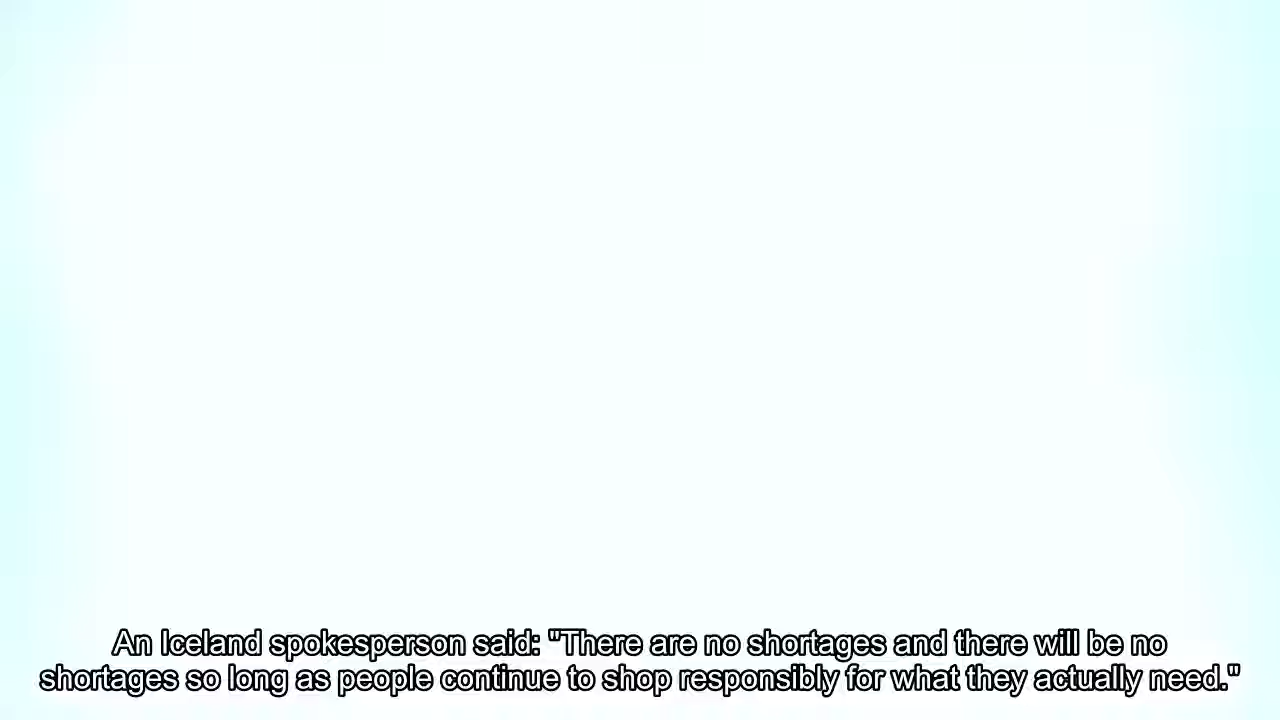 An Iceland spokesperson said: "There are no shortages and there will be no
shortages so long as people continue to shop responsibly for what they actually need."